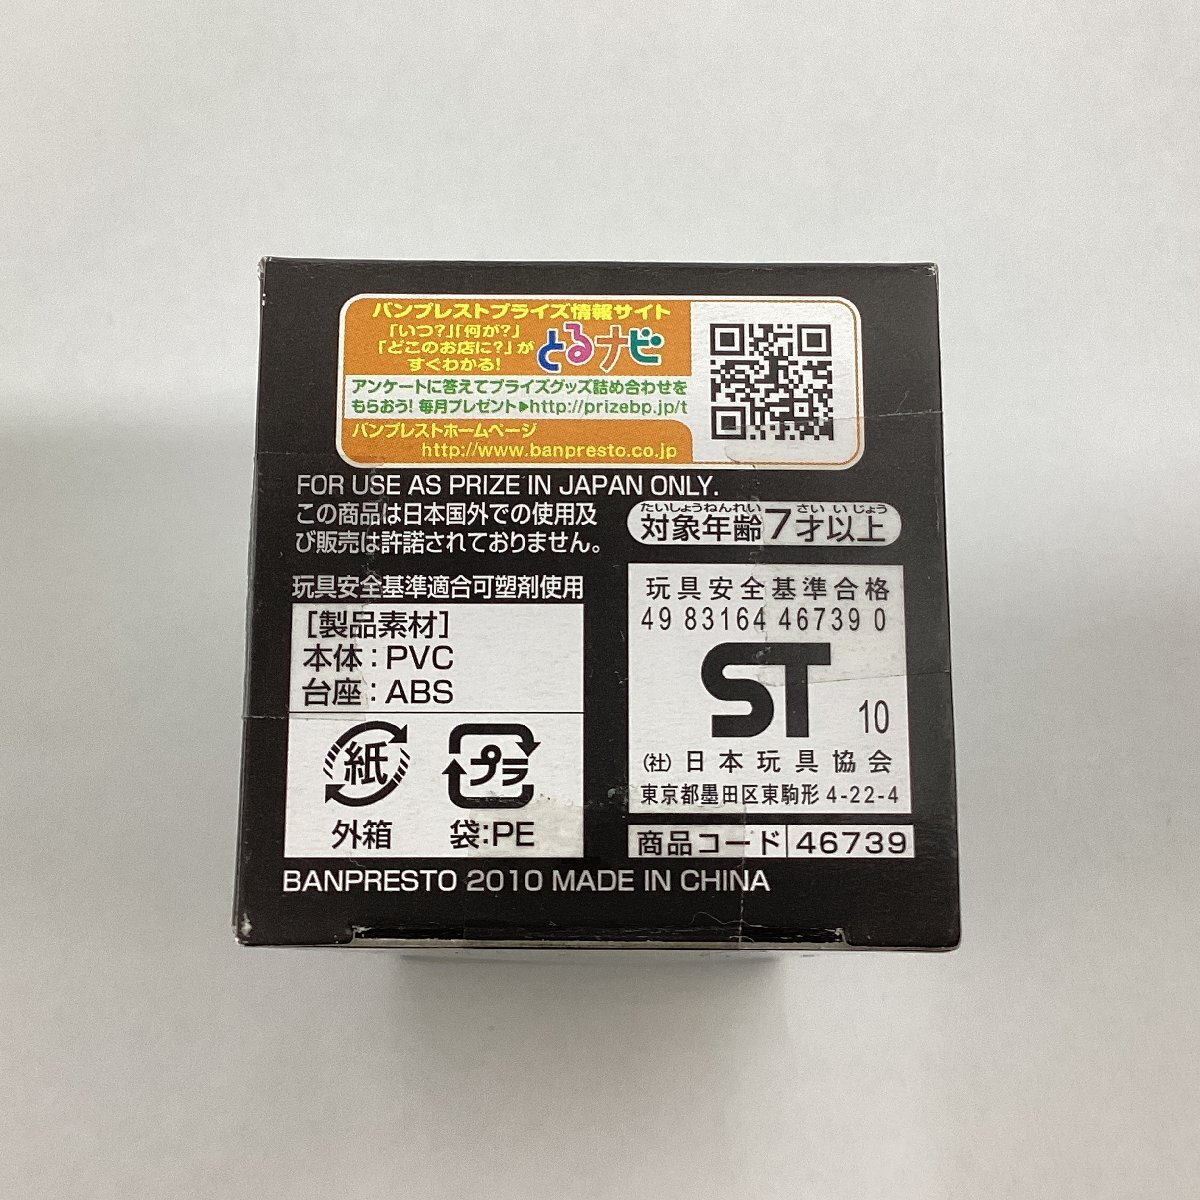 バンプレストプライズ情報サイト
「いつ?」「何が?」
「どこのお店に?」が
すぐわかる!
とるナビ
アンケートに答えてプライズグッズ詰め合わせを
もらおう! 毎月プレゼント▶http://prizebp.jp/t
バンプレストホームページ
http://www.banpresto.co.jp
FOR USE AS PRIZE IN JAPAN ONLY.
この商品は日本国外での使用及
び販売は許諾されておりません。
たいしょうねんれい さいいじょう
対象年齢7才以上
玩具安全基準適合可塑剤使用
[製品素材]
本体:PVC
台座:ABS
紙
外箱
プラ
袋:PE
玩具安全基準合格
49 83164 46739 0
ST
10
(社)日本玩具協会
東京都墨田区東駒形 4-22-4
商品コード 46739
BANPRESTO 2010 MADE IN CHINA